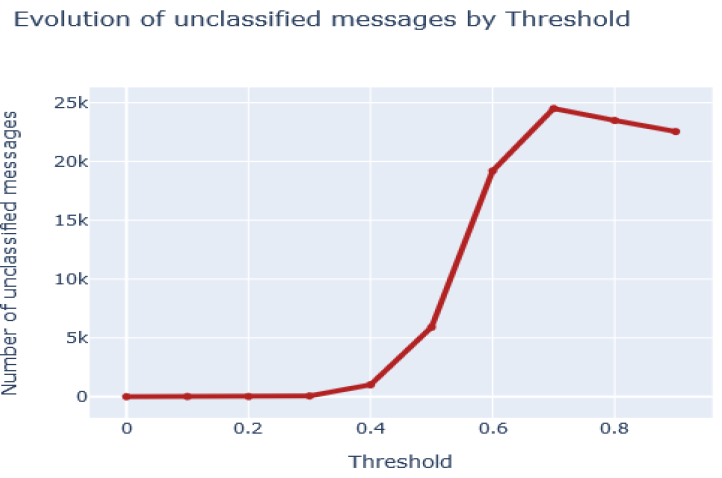 Evolution of unclassified messages by Threshold
Number of unclassified messages
25k
20k
15k
10k
5k
0
0 0.2 0.4 0.6 0.8
Threshold